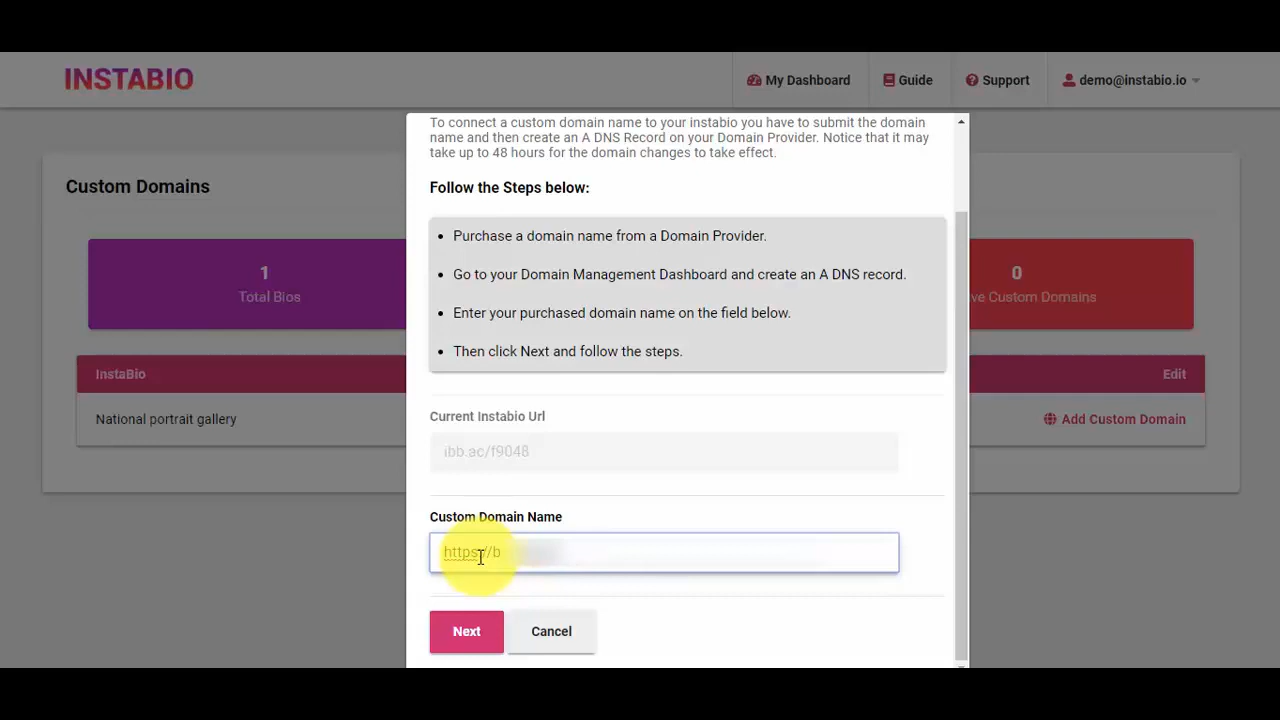 INSTABIO
My Dashboard
Guide
Support
demo@instabio.io
Custom Domains
1
Total Bios
0
ve Custom Domains
InstaBio
Edit
National portrait gallery
Add Custom Domain
To connect a custom domain name to your instabio you have to submit the domain
name and then create an A DNS Record on your Domain Provider. Notice that it may
take up to 48 hours for the domain changes to take effect.
Follow the Steps below:
Purchase a domain name from a Domain Provider.
Go to your Domain Management Dashboard and create an A DNS record.
Enter your purchased domain name on the field below.
Then click Next and follow the steps.
Current Instabio Url
ibb.ac/f9048
Custom Domain Name
https://b
Next
Cancel